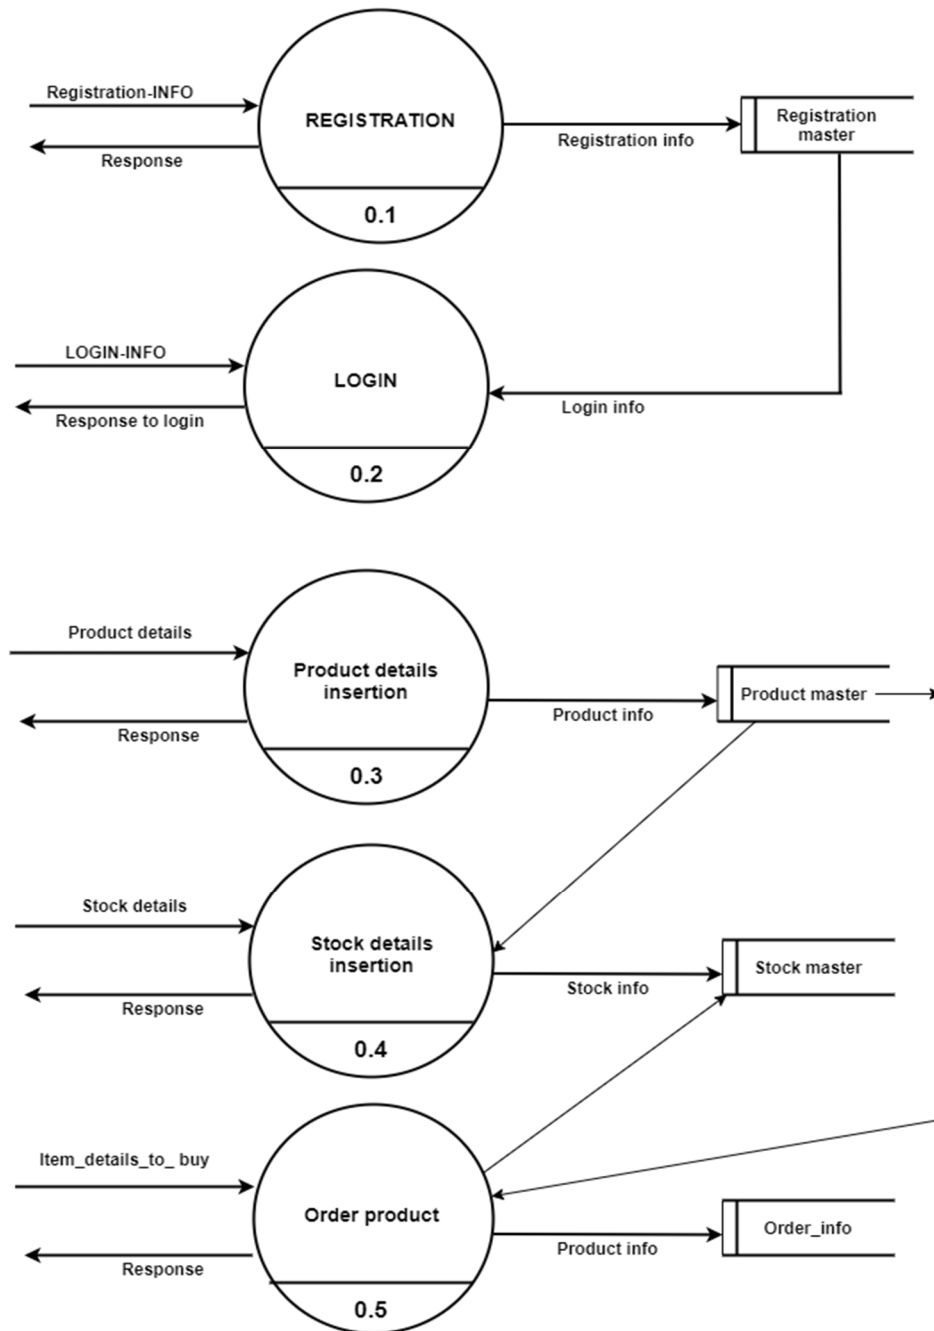 Registration-INFO
REGISTRATION
Registration info
Registration
master
Response
0.1
LOGIN-INFO
LOGIN
Login info
Response to login
0.2
Product details
Product details
insertion
Product info
Product master
Response
0.3
Stock details
Stock details
insertion
Stock info
Stock master
Response
0.4
Item_details_to_ buy
Order product
Product info
Order_info
Response
0.5